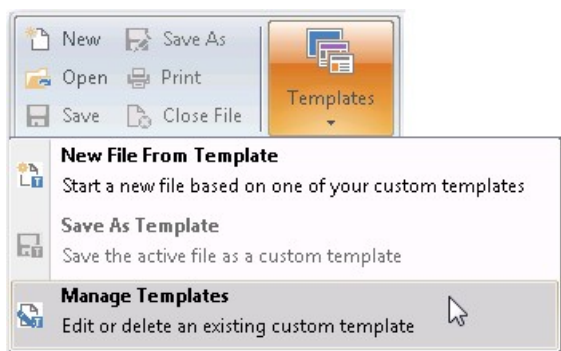 New Save As
Open Print
Save Close File
Templates
New File From Template
Start a new file based on one of your custom templates
Save As Template
Save the active file as a custom template
Manage Templates
Edit or delete an existing custom template